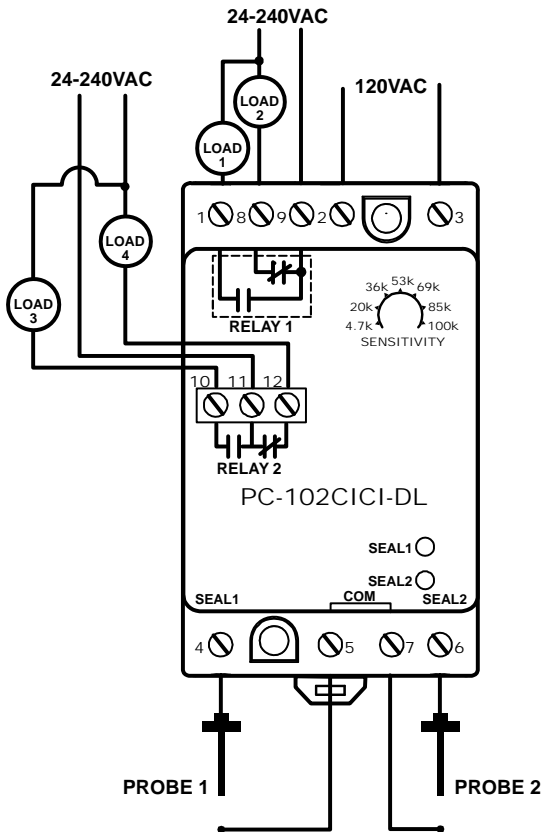 24-240VAC
24-240VAC
120VAC
LOAD 2
LOAD 1
LOAD 4
LOAD 3
1 8 9 2 3
RELAY 1
4.7k 20k 36k 53k 69k 85k 100k
SENSITIVITY
10 11 12
RELAY 2
PC-102CICI-DL
SEAL1
SEAL2
SEAL1 COM SEAL2
4 5 7 6
PROBE 1 PROBE 2